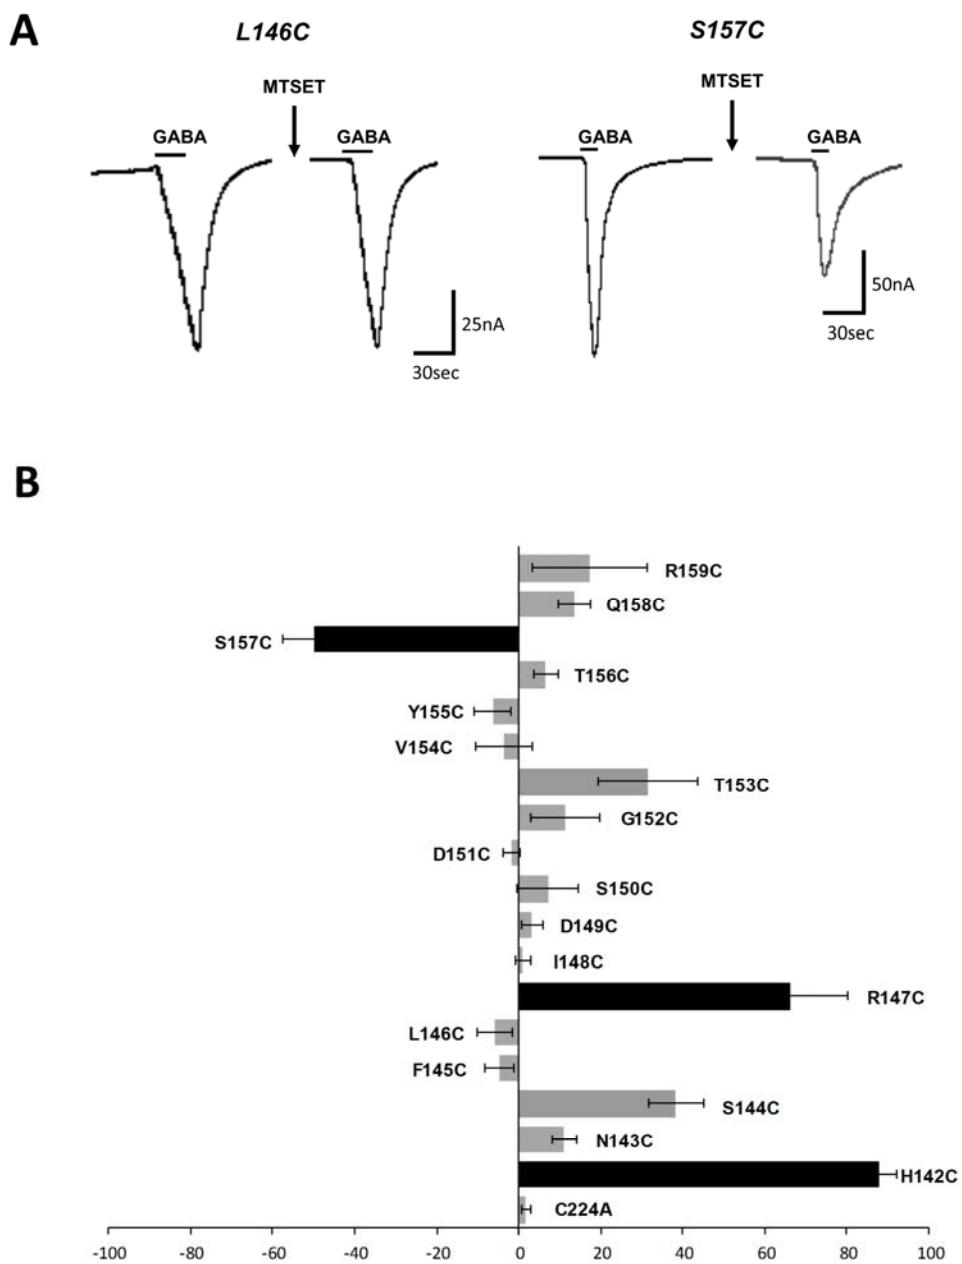 A
L146C
S157C
MTSET
MTSET
GABA
GABA
GABA
GABA
25nA
30sec
50nA
30sec
B
R159C
Q158C
S157C
T156C
Y155C
V154C
T153C
G152C
D151C
S150C
D149C
I148C
R147C
L146C
F145C
S144C
N143C
H142C
C224A
-100 -80 -60 -40 -20 0 20 40 60 80 100